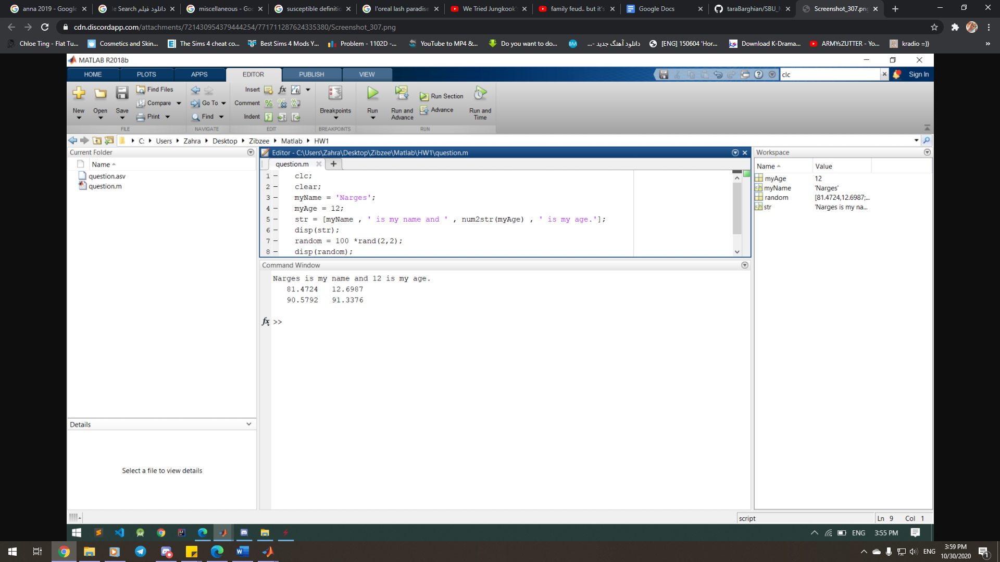 anna 2019 - Google
le Search دانلود فیلم
miscellaneous - Goo
susceptible definitio
l'oreal lash paradise
We Tried Jungkook'
family feud.. but it's
Google Docs
taraBarghian/SBU_M
Screenshot_307.png
cdn.discordapp.com/attachments/721430954379444254/771711287624335380/Screenshot_307.png
Chloe Ting - Flat Tu...
Cosmetics and Skin...
The Sims 4 cheat co...
Best Sims 4 Mods Y...
Problem - 1102D -...
YouTube to MP4 &...
Do you want to do...
دانلود آهنگ جدید -...
[ENG] 150604 'Hor...
Download K-Drama...
ARMYsZUTTER - Yo...
kradio =))
»
MATLAB R2018b
HOME PLOTS APPS EDITOR PUBLISH VIEW
clc
Sign In
New Open Save
Find Files
Compare
Print
FILE
Go To
Find
NAVIGATE
Insert
Comment
Indent
EDIT
Breakpoints
BREAKPOINTS
Run
Run and Advance
Run Section
Advance
Run and Time
RUN
C: Users Zahra Desktop Zibzee Matlab HW1
Current Folder
Name
question.asv
question.m
Details
Select a file to view details
Editor - C:\Users\Zahra\Desktop\Zibzee\Matlab\HW1\question.m
question.m
1 – clc;
2 – clear;
3 – myName = 'Narges';
4 – myAge = 12;
5 – str = [myName , ' is my name and ' , num2str(myAge) , ' is my age.'];
6 – disp(str);
7 – random = 100 *rand(2,2);
8 – disp(random);
Command Window
Narges is my name and 12 is my age.
81.4724 12.6987
90.5792 91.3376
fx >>
Workspace
Name Value
myAge 12
myName 'Narges'
random [81.4724,12.6987;...
str 'Narges is my na...
script
Ln 9 Col 1
ENG 3:55 PM
ENG
3:59 PM
10/30/2020
1